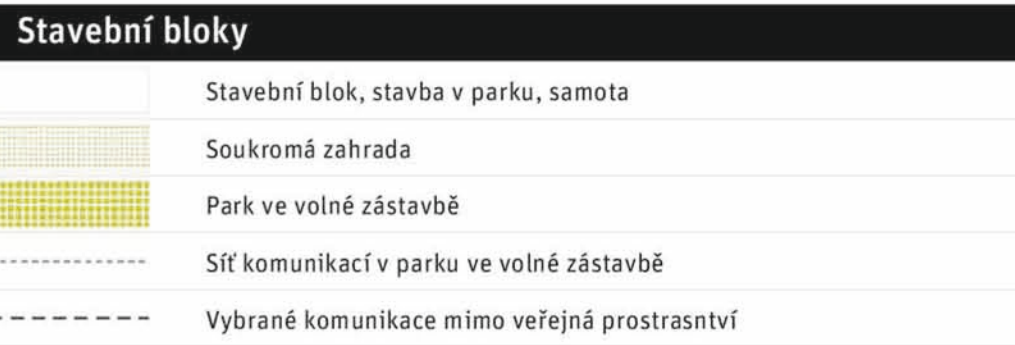 Stavební bloky
Stavební blok, stavba v parku, samota
Soukromá zahrada
Park ve volné zástavbě
Síť komunikací v parku ve volné zástavbě
Vybrané komunikace mimo veřejná prostrasntví